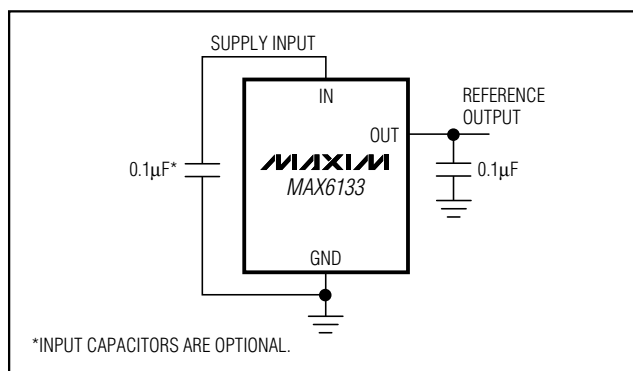 SUPPLY INPUT
IN
REFERENCE
OUTPUT
OUT
0.1µF*
MAXIM
MAX6133
0.1µF
GND
*INPUT CAPACITORS ARE OPTIONAL.